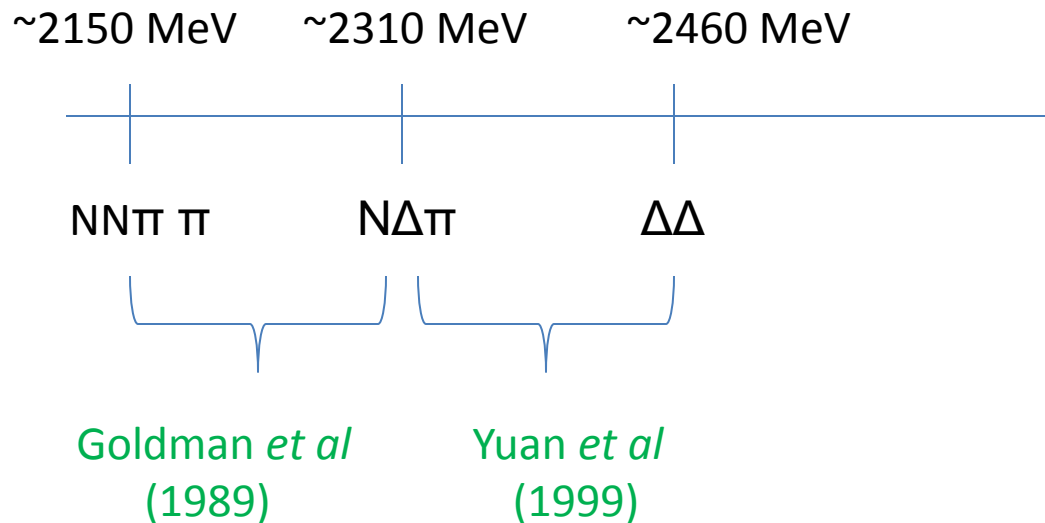 ~2150 MeV ~2310 MeV ~2460 MeV
NNπ π NΔπ ΔΔ
Goldman et al Yuan et al
(1989) (1999)